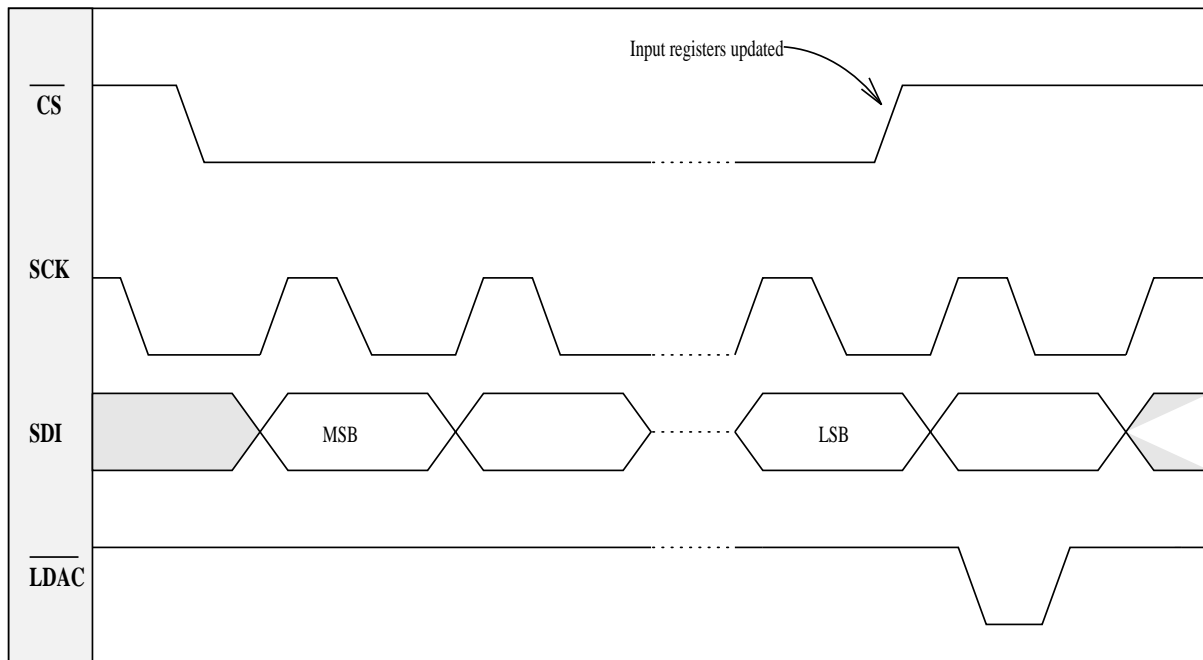 Input registers updated
CS
SCK
SDI
MSB
LSB
LDAC